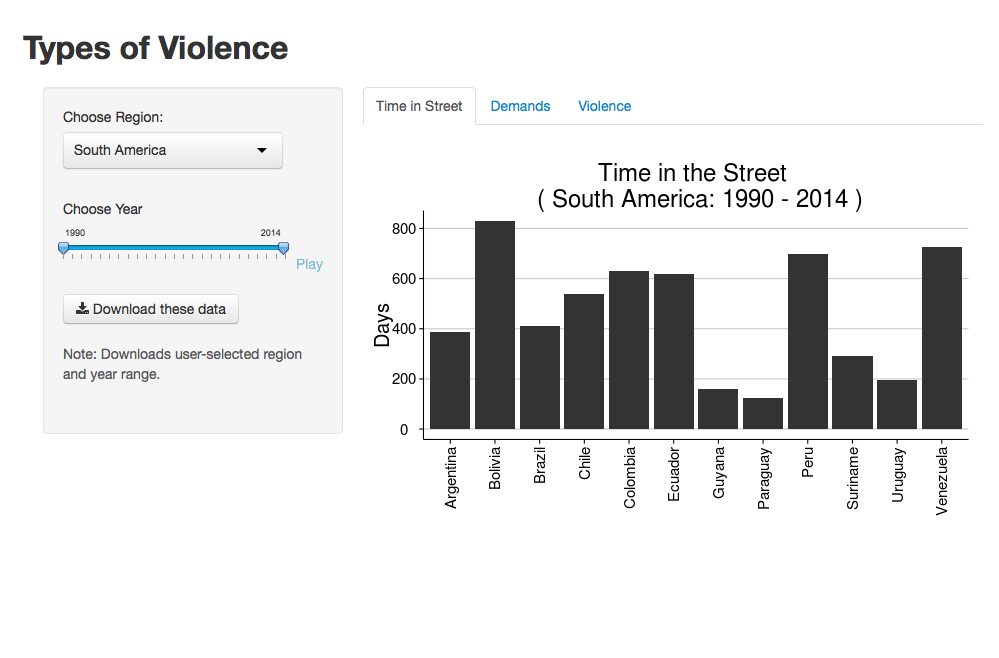 Types of Violence
Choose Region:
South America
Choose Year
1990 2014
Play
Download these data
Note: Downloads user-selected region
and year range.
Time in Street Demands Violence
Time in the Street
( South America: 1990 - 2014 )
Days
800
600
400
200
0
Argentina
Bolivia
Brazil
Chile
Colombia
Ecuador
Guyana
Paraguay
Peru
Suriname
Uruguay
Venezuela